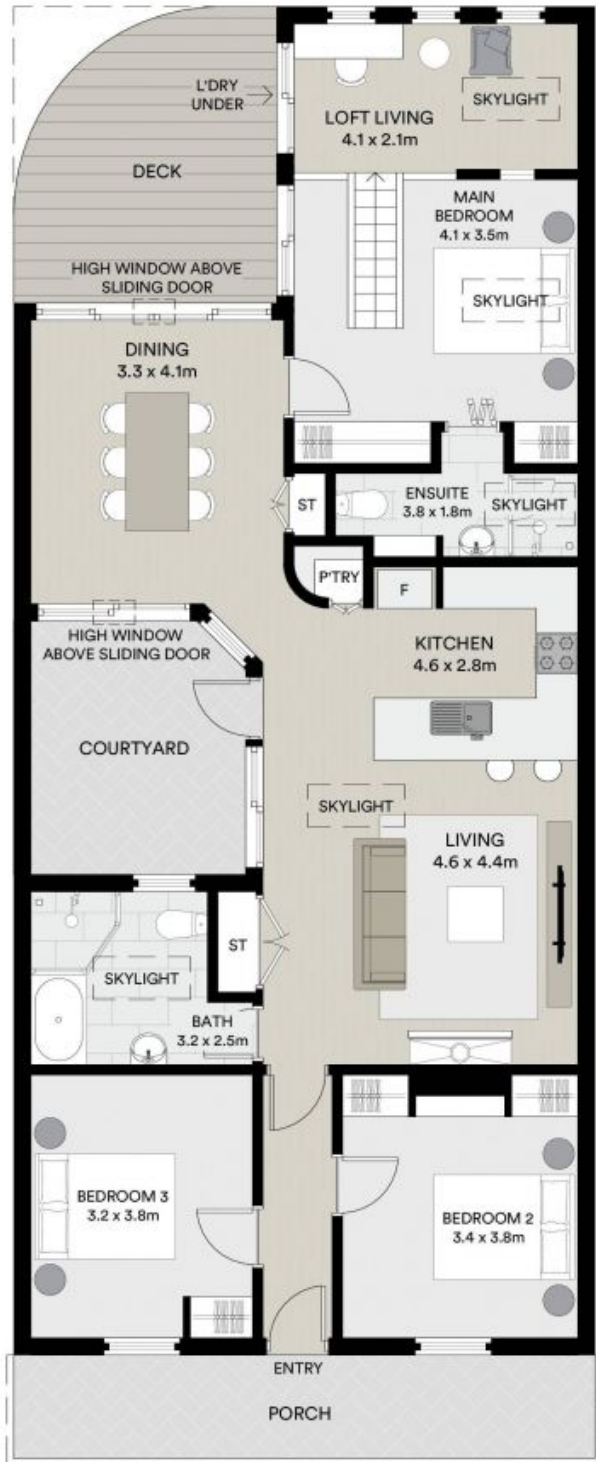 L'DRY
UNDER
SKYLIGHT
LOFT LIVING
4.1 x 2.1m
DECK
MAIN
BEDROOM
4.1 x 3.5m
HIGH WINDOW ABOVE
SLIDING DOOR
SKYLIGHT
DINING
3.3 x 4.1m
ST
ENSUITE
3.8 x 1.8m
SKYLIGHT
P'TRY
F
HIGH WINDOW
ABOVE SLIDING DOOR
KITCHEN
4.6 x 2.8m
COURTYARD
SKYLIGHT
LIVING
4.6 x 4.4m
ST
SKYLIGHT
BATH
3.2 x 2.5m
BEDROOM 3
3.2 x 3.8m
BEDROOM 2
3.4 x 3.8m
ENTRY
PORCH